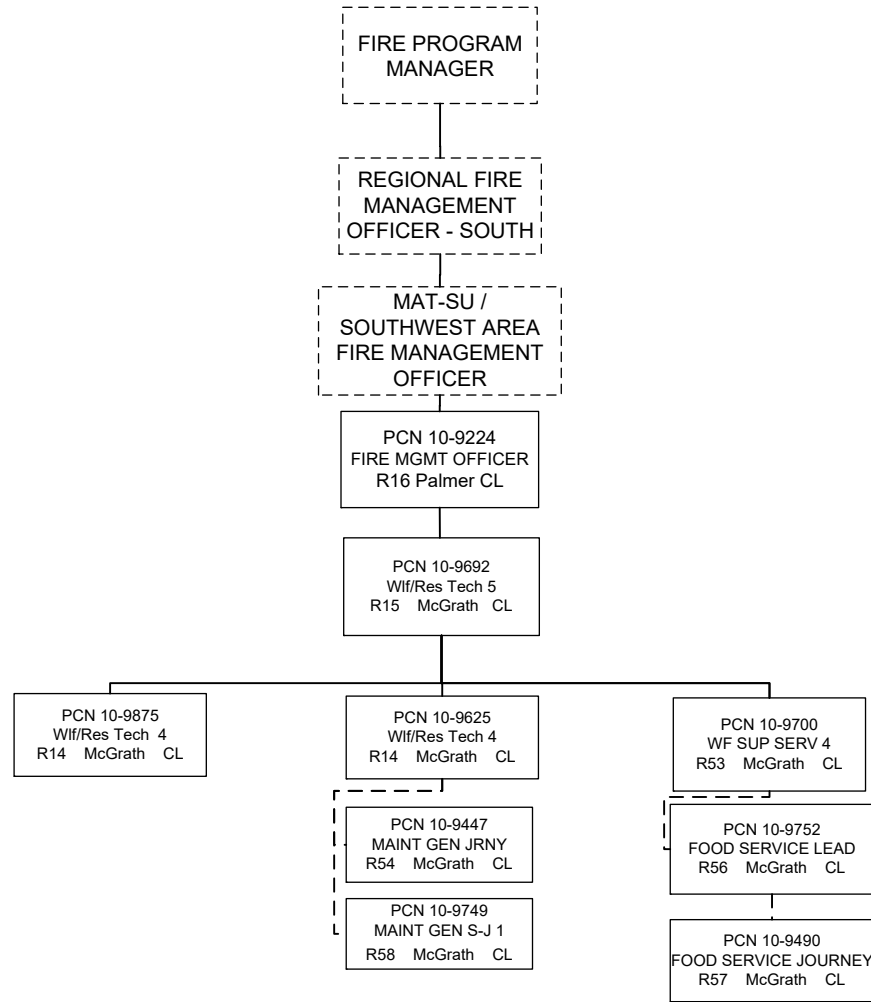 FIRE PROGRAM
MANAGER
REGIONAL FIRE
MANAGEMENT
OFFICER - SOUTH
MAT-SU /
SOUTHWEST AREA
FIRE MANAGEMENT
OFFICER
PCN 10-9224
FIRE MGMT OFFICER
R16 Palmer CL
PCN 10-9692
Wlf/Res Tech 5
R15 McGrath CL
PCN 10-9875
Wlf/Res Tech 4
R14 McGrath CL
PCN 10-9625
Wlf/Res Tech 4
R14 McGrath CL
PCN 10-9447
MAINT GEN JRNY
R54 McGrath CL
PCN 10-9749
MAINT GEN S-J 1
R58 McGrath CL
PCN 10-9700
WF SUP SERV 4
R53 McGrath CL
PCN 10-9752
FOOD SERVICE LEAD
R56 McGrath CL
PCN 10-9490
FOOD SERVICE JOURNEY
R57 McGrath CL